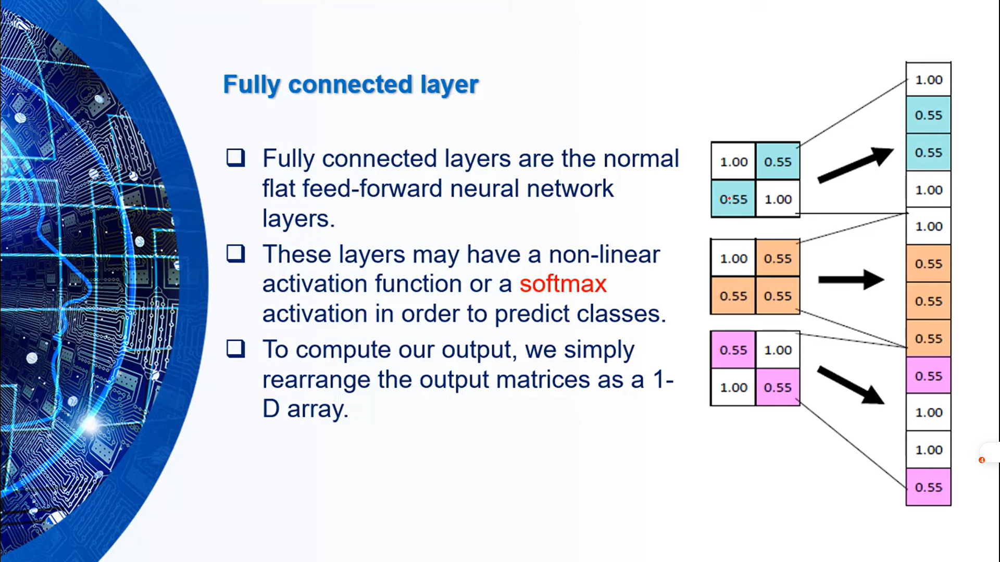 Fully connected layer
❑ Fully connected layers are the normal
flat feed-forward neural network
layers.
❑ These layers may have a non-linear
activation function or a softmax
activation in order to predict classes.
❑ To compute our output, we simply
rearrange the output matrices as a 1-
D array.
1.00 0.55
0.55 1.00
1.00 0.55
0.55 0.55
0.55 1.00
1.00 0.55
1.00
0.55
0.55
1.00
1.00
0.55
0.55
0.55
0.55
1.00
1.00
0.55
4